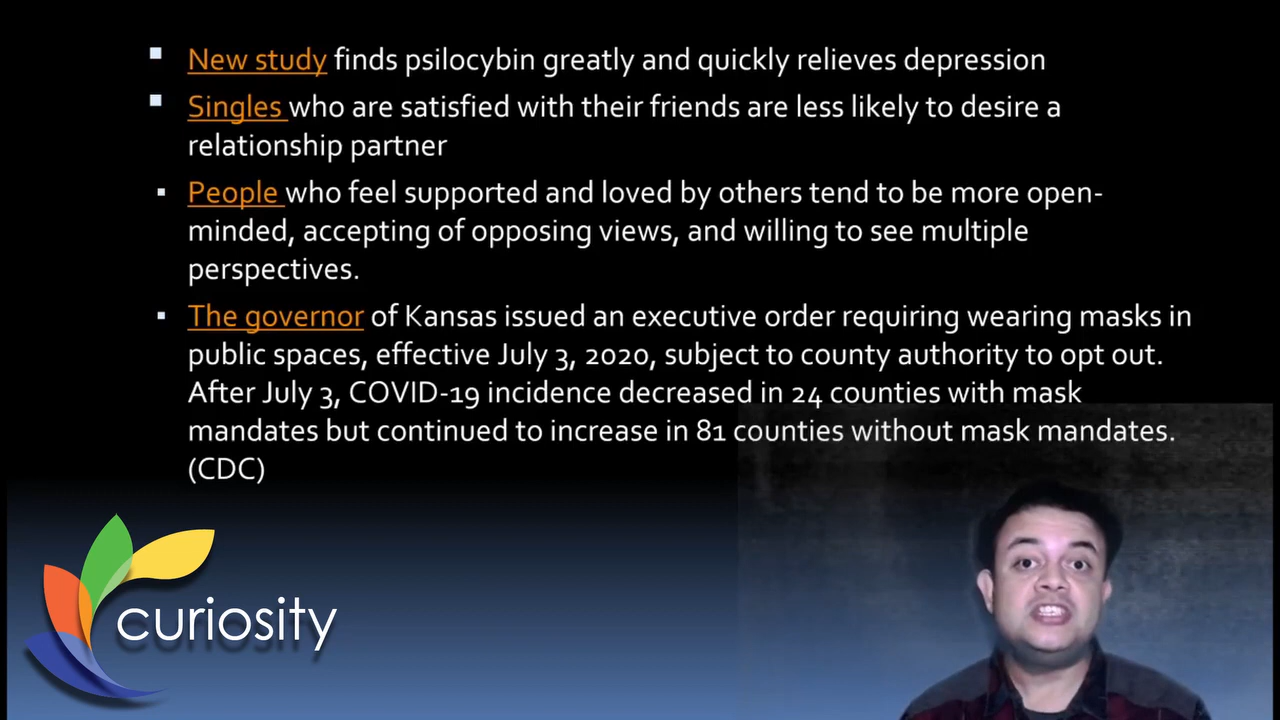 New study finds psilocybin greatly and quickly relieves depression
Singles who are satisfied with their friends are less likely to desire a
relationship partner
People who feel supported and loved by others tend to be more open-
minded, accepting of opposing views, and willing to see multiple
perspectives.
The governor of Kansas issued an executive order requiring wearing masks in
public spaces, effective July 3, 2020, subject to county authority to opt out.
After July 3, COVID-19 incidence decreased in 24 counties with mask
mandates but continued to increase in 81 counties without mask mandates.
(CDC)
curiosity